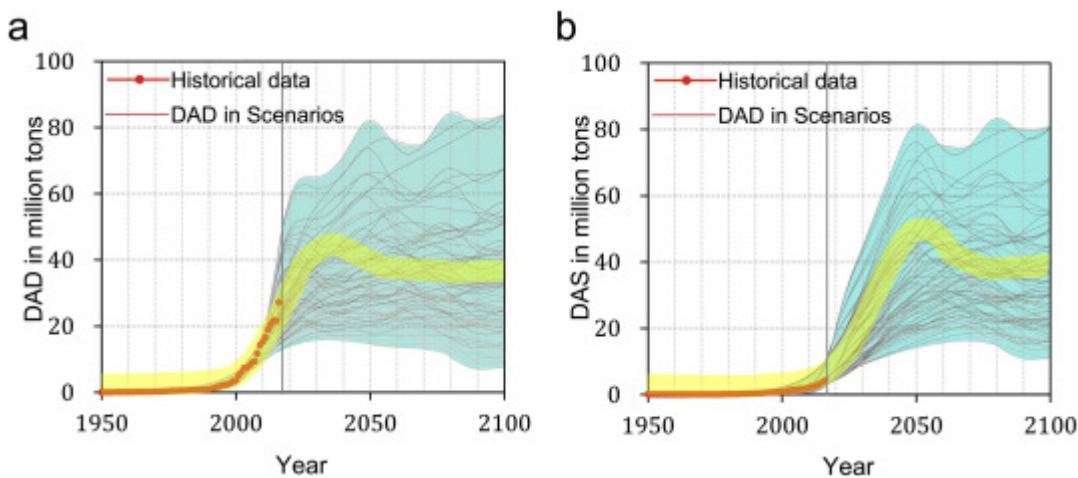 a
100
80
60
40
20
0
DAD in million tons
Historical data
DAD in Scenarios
1950
2000
2050
2100
Year
b
100
80
60
40
20
0
DAS in million tons
Historical data
DAD in Scenarios
1950
2000
2050
2100
Year